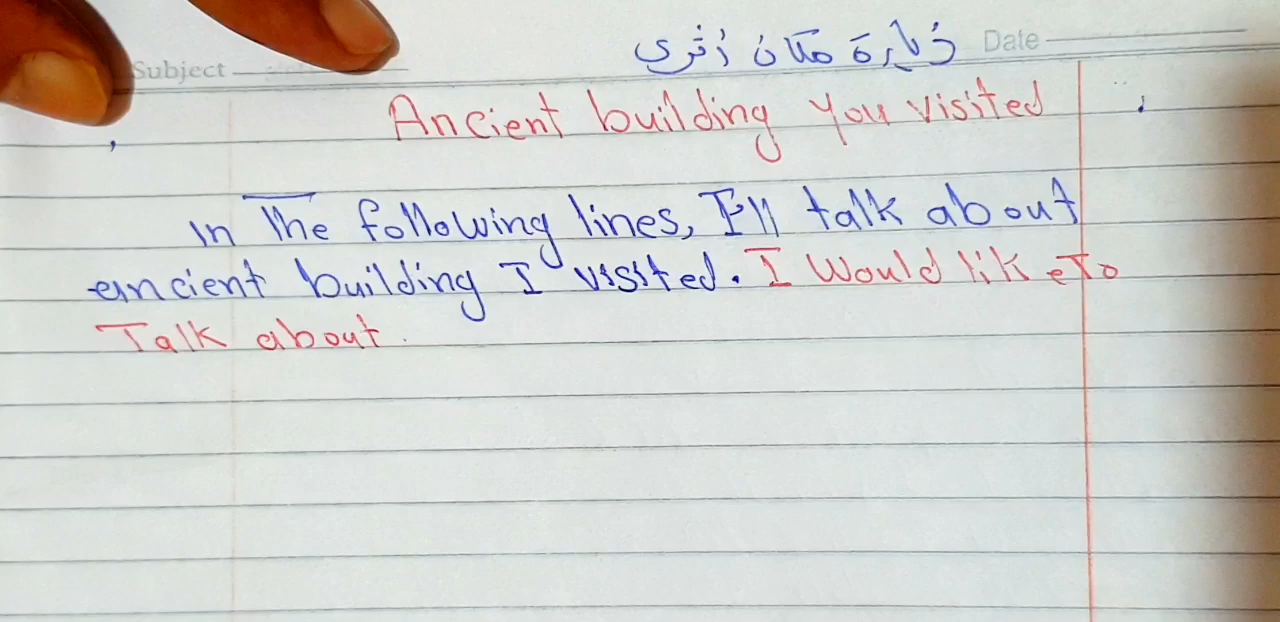 زيارة مكان أثري Date
Subject
Ancient building you visited
In The following lines, I'll talk about
ancient building I visited. I Would like To
Talk about.